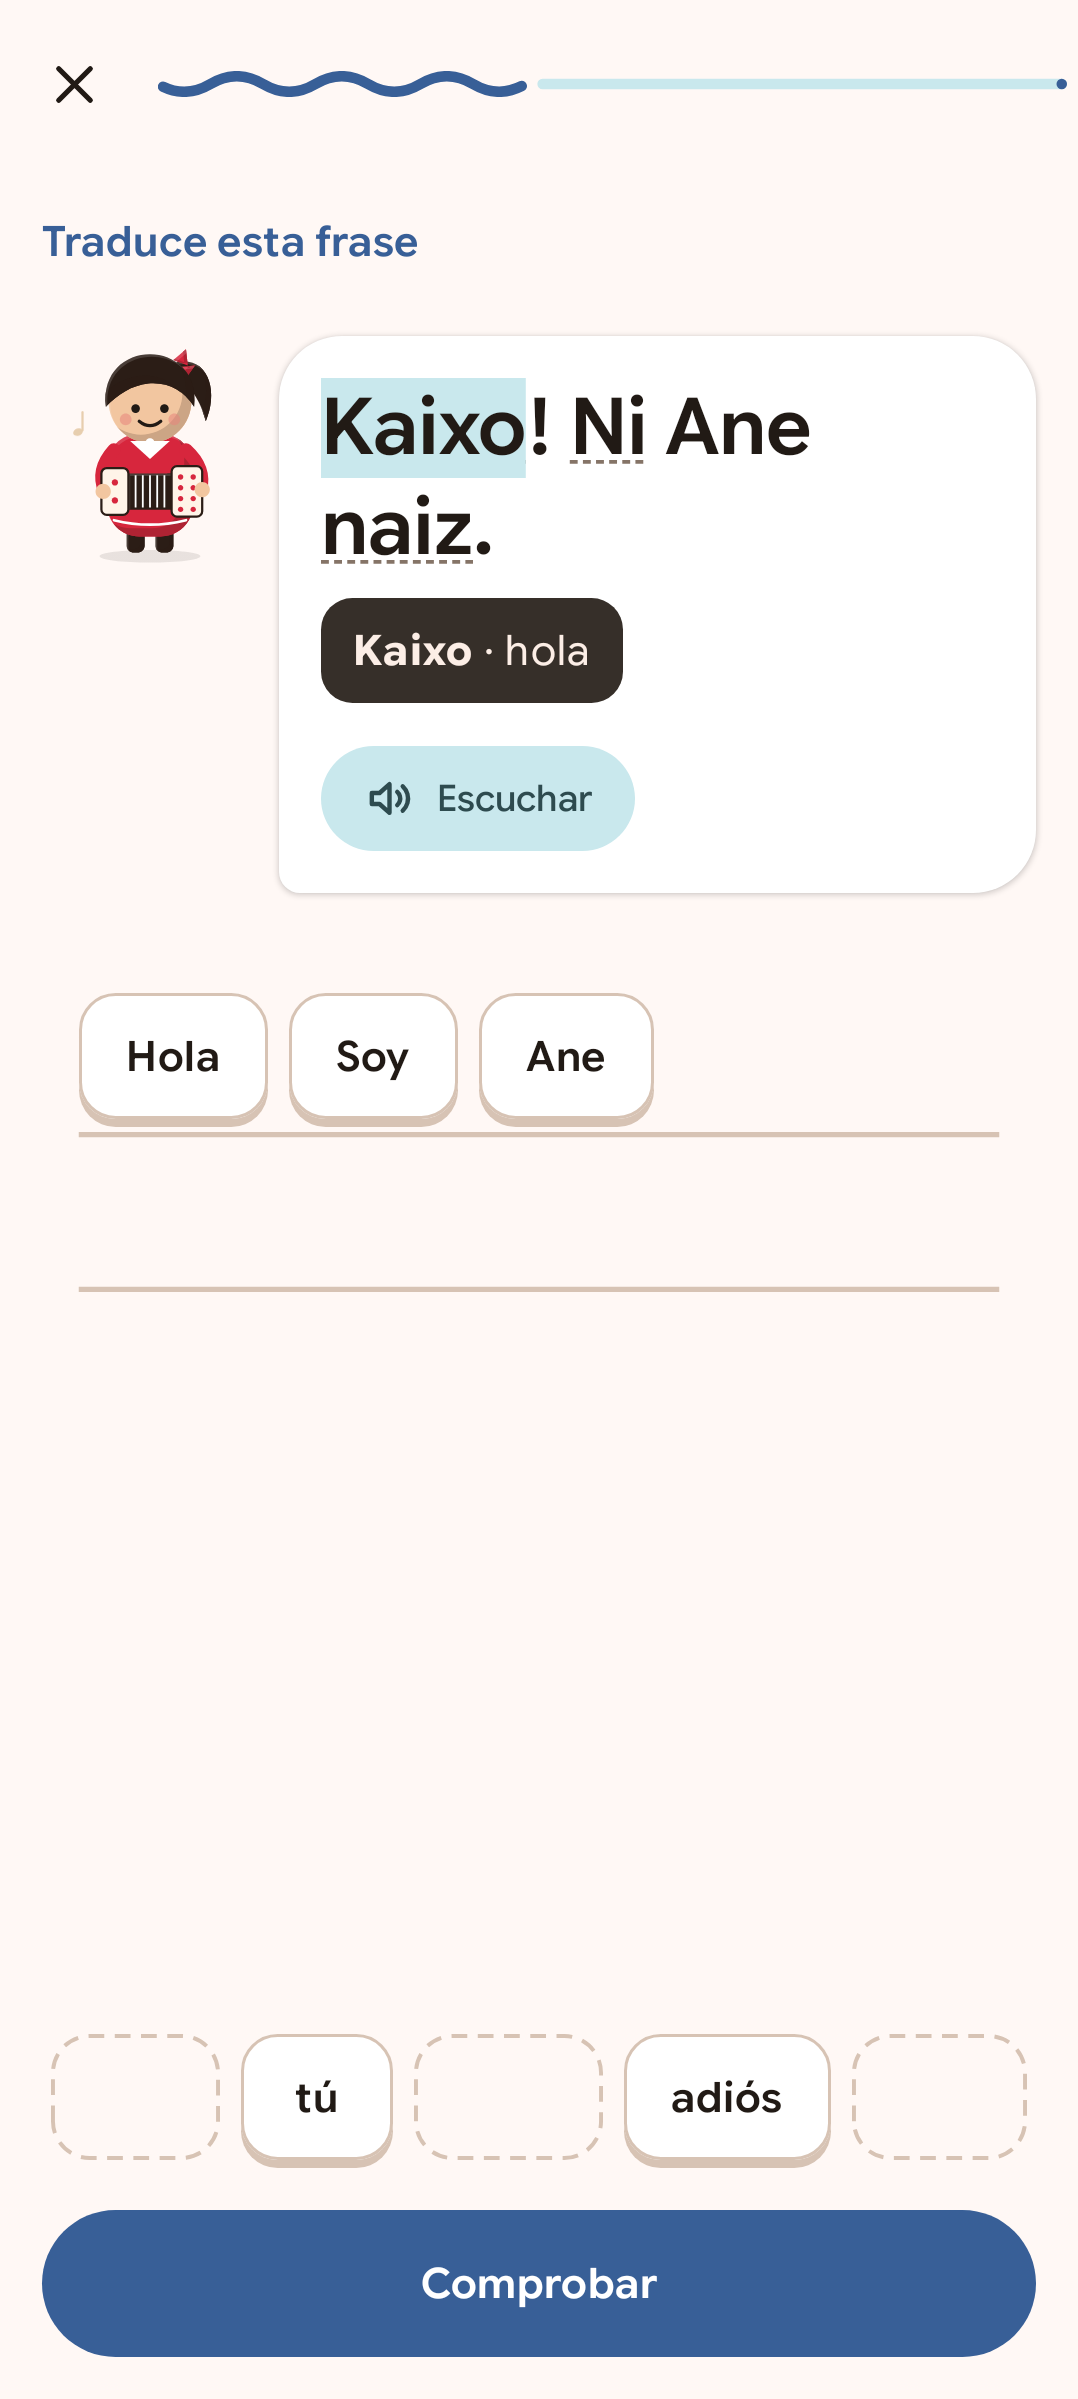 Traduce esta frase
Kaixo! Ni Ane
naiz.
Kaixo · hola
Escuchar
Hola Soy Ane
tú adiós
Comprobar